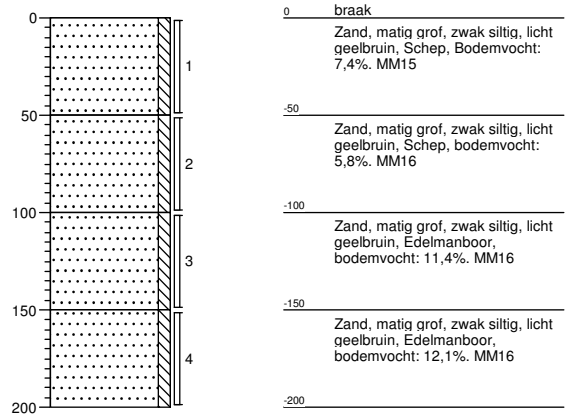 0
50
100
150
200
1
2
3
4
0 braak
Zand, matig grof, zwak siltig, licht
geelbruin, Schep, Bodemvocht:
7,4%. MM15
-50
Zand, matig grof, zwak siltig, licht
geelbruin, Schep, bodemvocht:
5,8%. MM16
-100
Zand, matig grof, zwak siltig, licht
geelbruin, Edelmanboor,
bodemvocht: 11,4%. MM16
-150
Zand, matig grof, zwak siltig, licht
geelbruin, Edelmanboor,
bodemvocht: 12,1%. MM16
-200